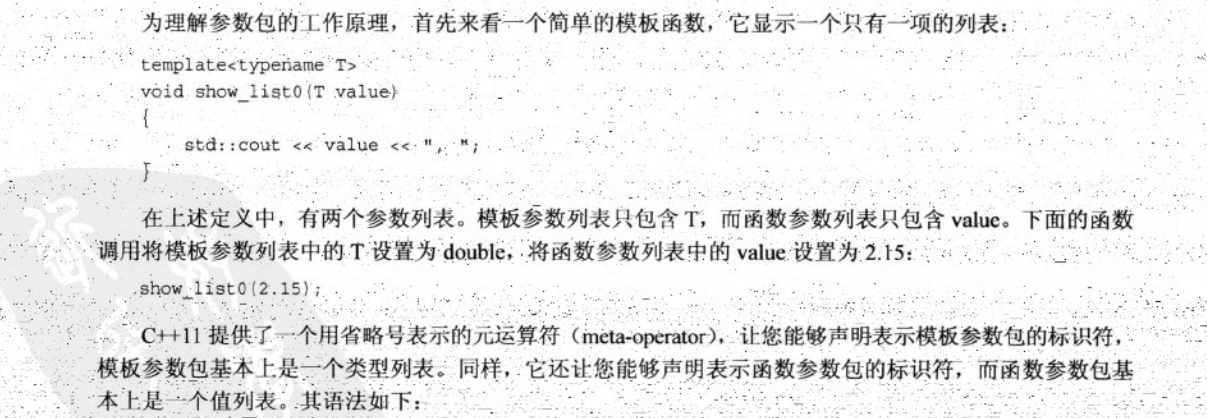 为理解参数包的工作原理，首先来看一个简单的模板函数，它显示一个只有一项的列表：
template<typename T>
void show_list0(T value)
{
std::cout << value << ", ";
}
在上述定义中，有两个参数列表。模板参数列表只包含 T，而函数参数列表只包含 value。下面的函数
调用将模板参数列表中的 T 设置为 double，将函数参数列表中的 value 设置为 2.15：
show_list0(2.15);
C++11 提供了一个用省略号表示的元运算符（meta-operator），让您能够声明表示模板参数包的标识符，
模板参数包基本上是一个类型列表。同样，它还让您能够声明表示函数参数包的标识符，而函数参数包基
本上是一个值列表。其语法如下：